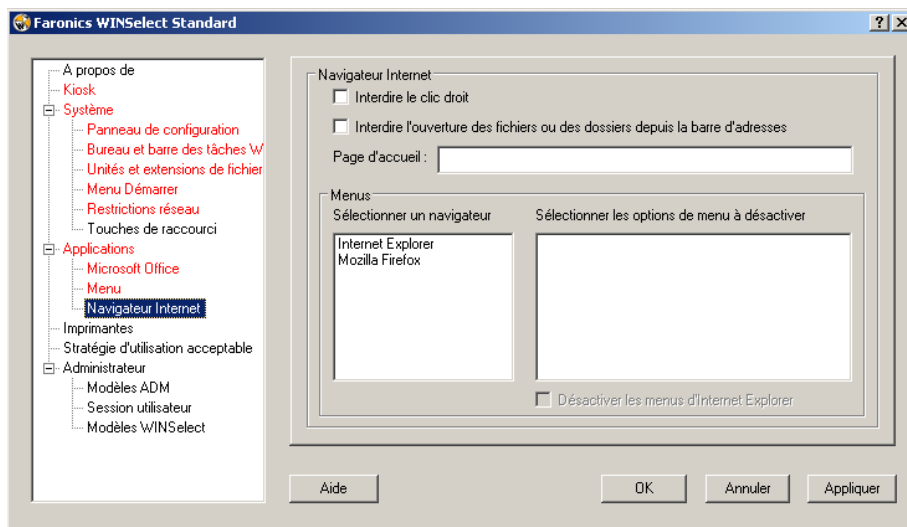 Faronics WINSelect Standard
A propos de
Kiosk
Système
Panneau de configuration
Bureau et barre des tâches W
Unités et extensions de fichier
Menu Démarrer
Restrictions réseau
Touches de raccourci
Applications
Microsoft Office
Menu
Navigateur Internet
Imprimantes
Stratégie d'utilisation acceptable
Administrateur
Modèles ADM
Session utilisateur
Modèles WINSelect
Navigateur Internet
Interdire le clic droit
Interdire l'ouverture des fichiers ou des dossiers depuis la barre d'adresses
Page d'accueil :
Menus
Sélectionner un navigateur
Sélectionner les options de menu à désactiver
Internet Explorer
Mozilla Firefox
Désactiver les menus d'Internet Explorer
Aide
OK
Annuler
Appliquer